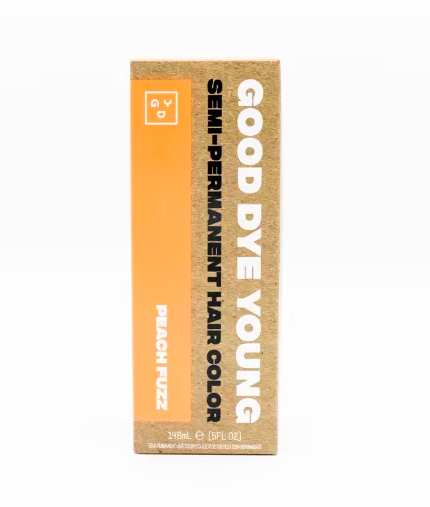 GOOD DYE YOUNG
SEMI-PERMANENT HAIR COLOR
PEACH FUZZ
148mL ℮ [5FL OZ]